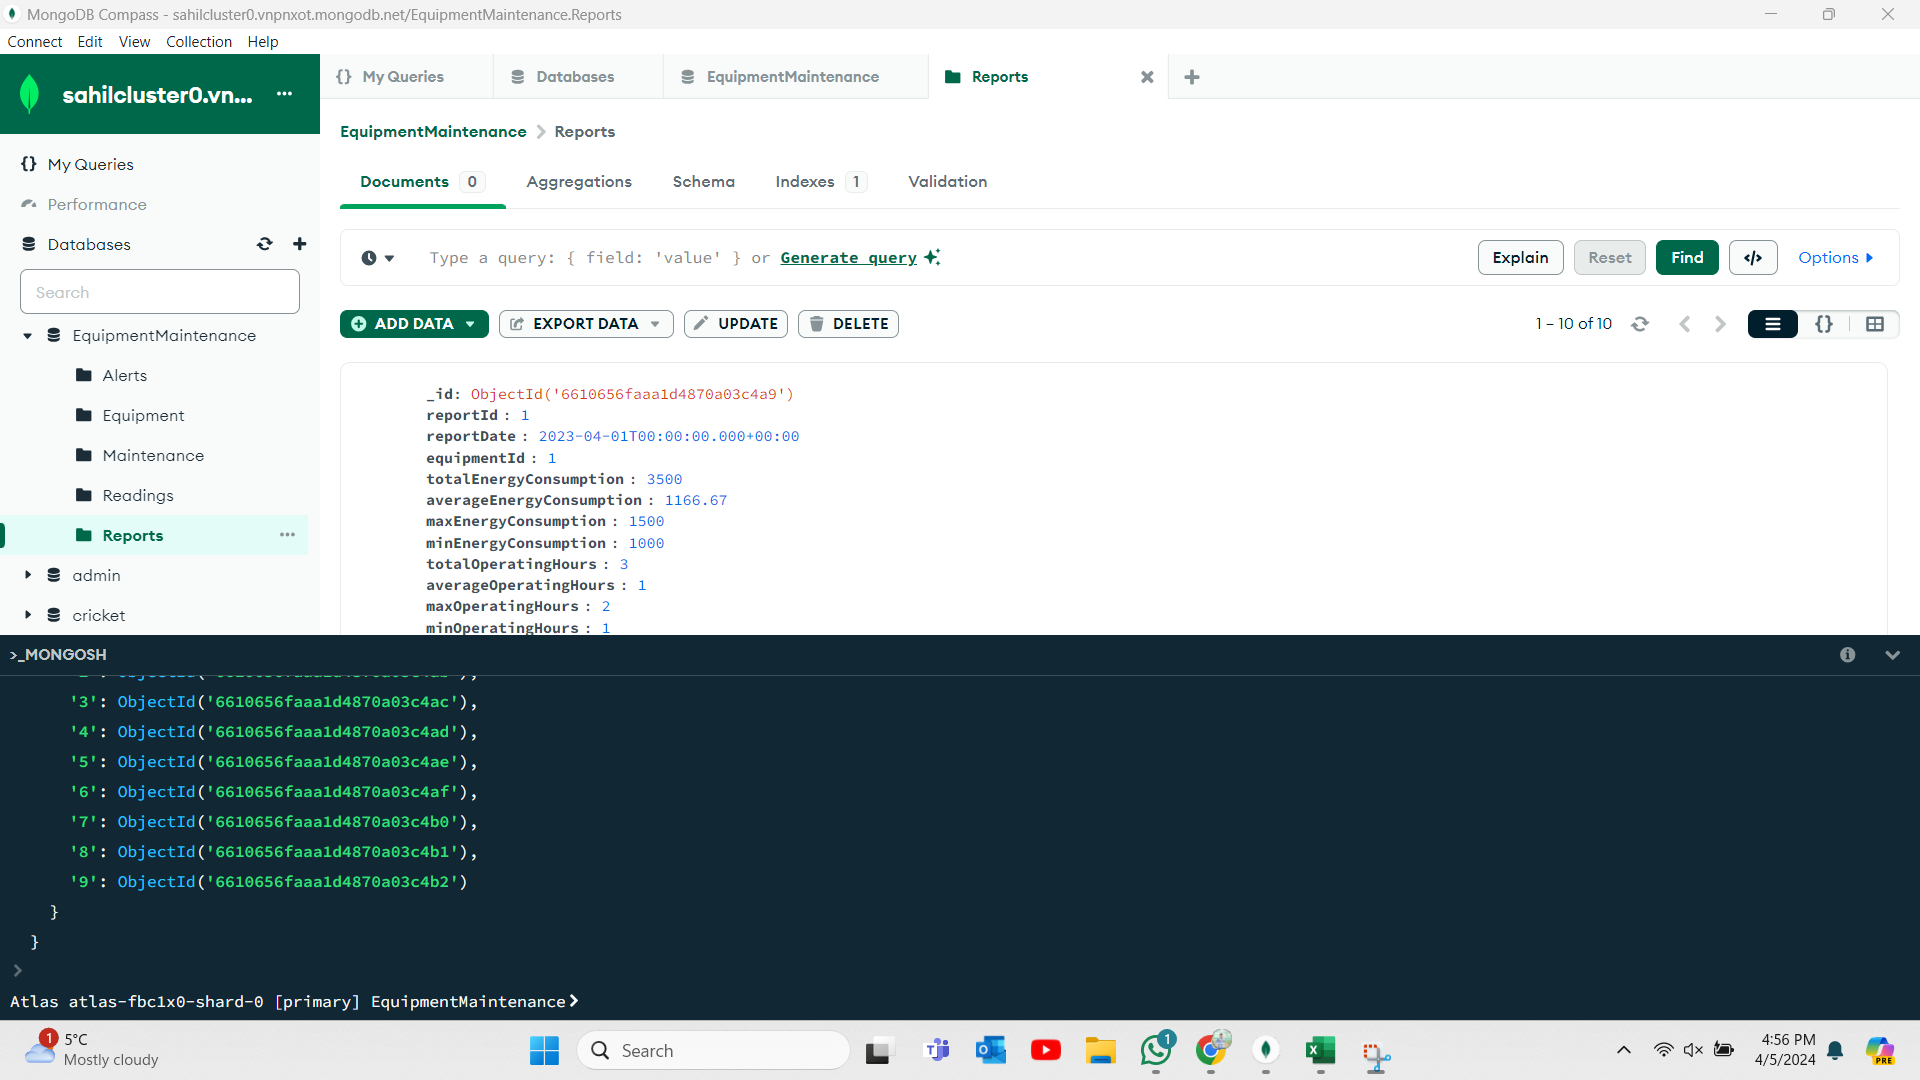 MongoDB Compass - sahilcluster0.vnpnxot.mongodb.net/EquipmentMaintenance.Reports
Connect Edit View Collection Help
sahilcluster0.vn... ...
My Queries
Performance
Databases
Search
EquipmentMaintenance
Alerts
Equipment
Maintenance
Readings
Reports ...
admin
cricket
{} My Queries
Databases
EquipmentMaintenance
Reports
EquipmentMaintenance > Reports
Documents 0 Aggregations Schema Indexes 1 Validation
Type a query: { field: 'value' } or Generate query
Explain Reset Find </> Options
ADD DATA EXPORT DATA UPDATE DELETE
1 – 10 of 10
{}
_id: ObjectId('6610656faaa1d4870a03c4a9')
reportId : 1
reportDate : 2023-04-01T00:00:00.000+00:00
equipmentId : 1
totalEnergyConsumption : 3500
averageEnergyConsumption : 1166.67
maxEnergyConsumption : 1500
minEnergyConsumption : 1000
totalOperatingHours : 3
averageOperatingHours : 1
maxOperatingHours : 2
minOperatingHours : 1
>_MONGOSH
'3': ObjectId('6610656faaa1d4870a03c4ac'),
'4': ObjectId('6610656faaa1d4870a03c4ad'),
'5': ObjectId('6610656faaa1d4870a03c4ae'),
'6': ObjectId('6610656faaa1d4870a03c4af'),
'7': ObjectId('6610656faaa1d4870a03c4b0'),
'8': ObjectId('6610656faaa1d4870a03c4b1'),
'9': ObjectId('6610656faaa1d4870a03c4b2')
}
}
>
Atlas atlas-fbc1x0-shard-0 [primary] EquipmentMaintenance>
1
5°C
Mostly cloudy
Search
1
4:56 PM
4/5/2024
PRE